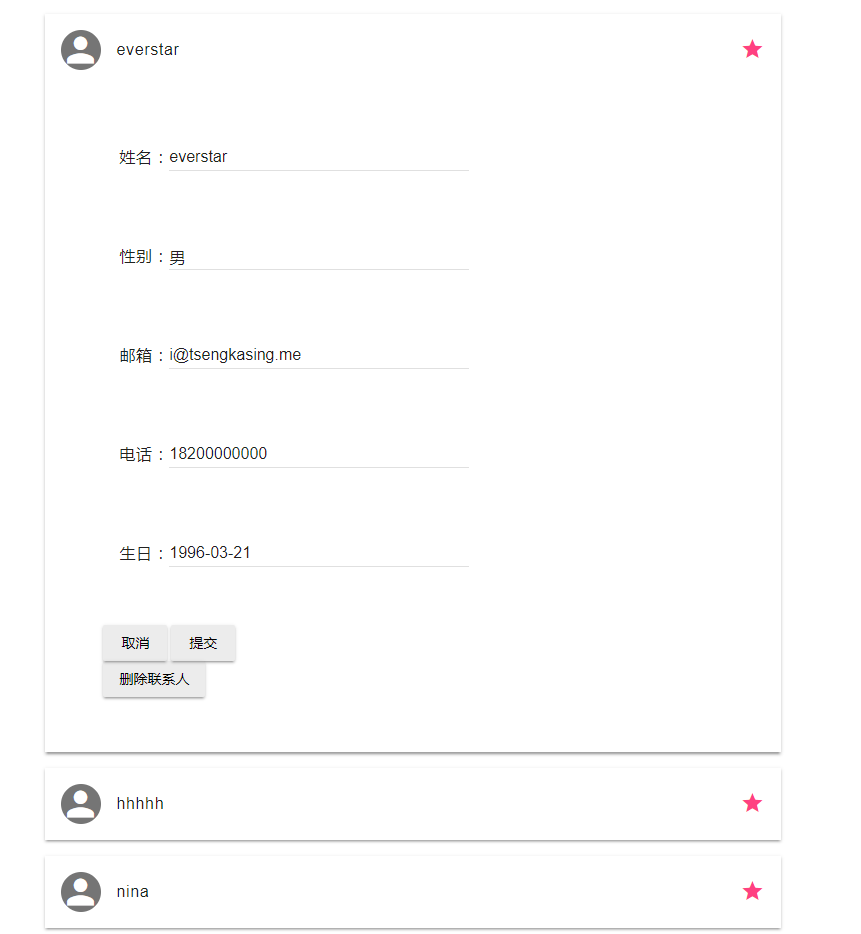 everstar
姓名：everstar
性别：男
邮箱：i@tsengkasing.me
电话：18200000000
生日：1996-03-21
取消 提交
删除联系人
hhhhh
nina